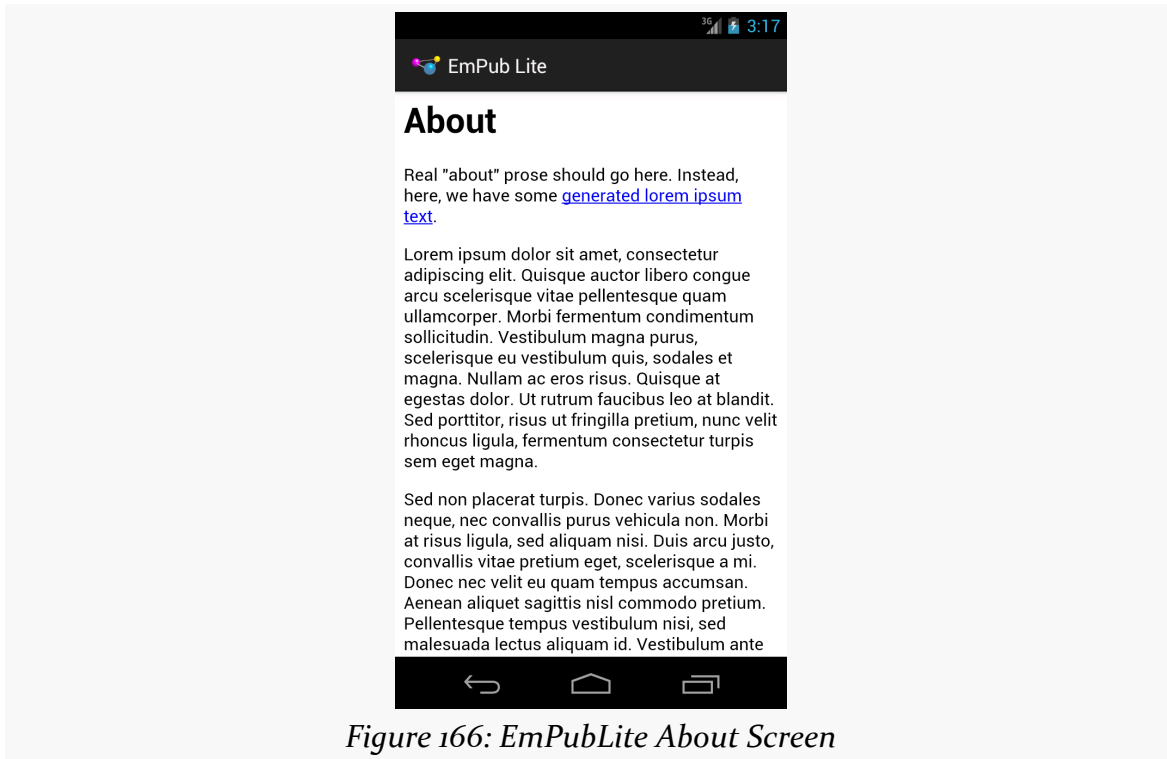 3G 3:17
EmPub Lite
About
Real "about" prose should go here. Instead,
here, we have some generated lorem ipsum
text.
Lorem ipsum dolor sit amet, consectetur
adipiscing elit. Quisque auctor libero congue
arcu scelerisque vitae pellentesque quam
ullamcorper. Morbi fermentum condimentum
sollicitudin. Vestibulum magna purus,
scelerisque eu vestibulum quis, sodales et
magna. Nullam ac eros risus. Quisque at
egestas dolor. Ut rutrum faucibus leo at blandit.
Sed porttitor, risus ut fringilla pretium, nunc velit
rhoncus ligula, fermentum consectetur turpis
sem eget magna.
Sed non placerat turpis. Donec varius sodales
neque, nec convallis purus vehicula non. Morbi
at risus ligula, sed aliquam nisi. Duis arcu justo,
convallis vitae pretium eget, scelerisque a mi.
Donec nec velit eu quam tempus accumsan.
Aenean aliquet sagittis nisl commodo pretium.
Pellentesque tempus vestibulum nisi, sed
malesuada lectus aliquam id. Vestibulum ante
Figure 166: EmPubLite About Screen